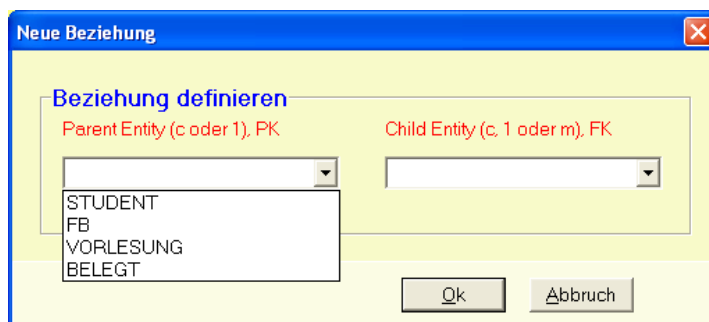 Neue Beziehung
Beziehung definieren
Parent Entity (c oder 1), PK
Child Entity (c, 1 oder m), FK
STUDENT
FB
VORLESUNG
BELEGT
Ok
Abbruch